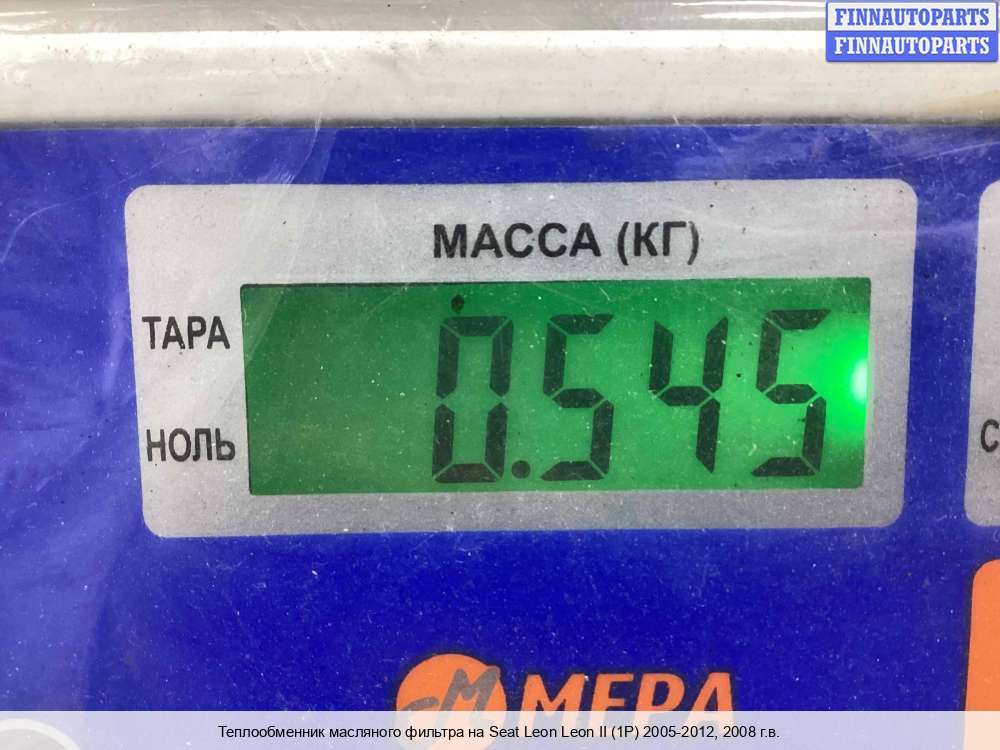 FINNAUTOPARTS
FINNAUTOPARTS
МАССА (КГ)
ТАРА
0.545
НОЛЬ
С
М МЕРА
Теплообменник масляного фильтра на Seat Leon Leon II (1P) 2005-2012, 2008 г.в.